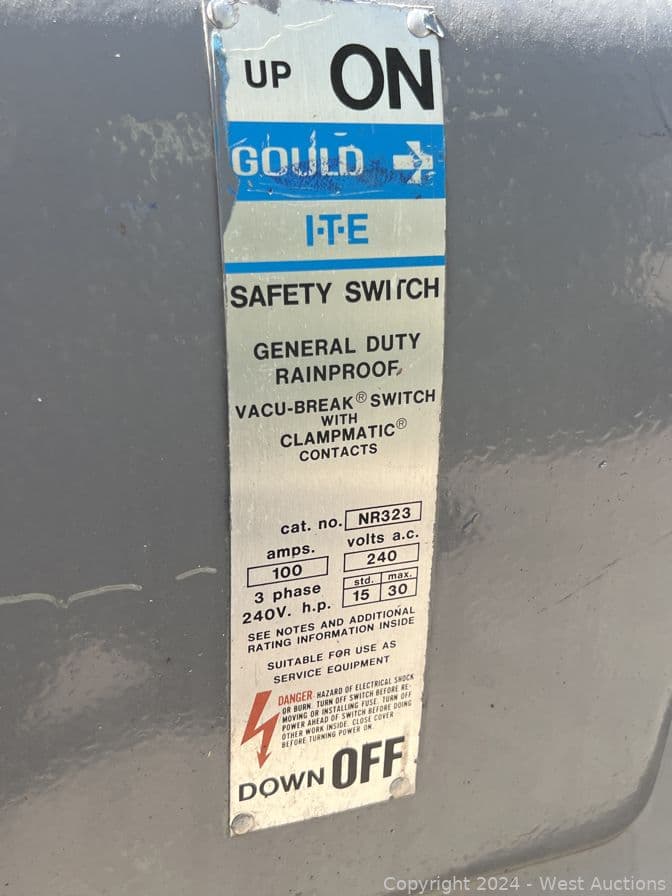 UP ON
GOULD
I·T·E
SAFETY SWITCH
GENERAL DUTY
RAINPROOF
VACU-BREAK® SWITCH
WITH
CLAMPMATIC®
CONTACTS
cat. no. NR323
amps. volts a.c.
100 240
3 phase std. max.
240V. h.p. 15 30
SEE NOTES AND ADDITIONAL
RATING INFORMATION INSIDE
SUITABLE FOR USE AS
SERVICE EQUIPMENT
DANGER-HAZARD OF ELECTRICAL SHOCK
OR BURN. TURN OFF SWITCH BEFORE RE-
MOVING OR INSTALLING FUSE. TURN OFF
POWER AHEAD OF SWITCH BEFORE DOING
OTHER WORK INSIDE. CLOSE COVER
BEFORE TURNING POWER ON.
DOWN OFF
Copyright © 2024 - West Auctions